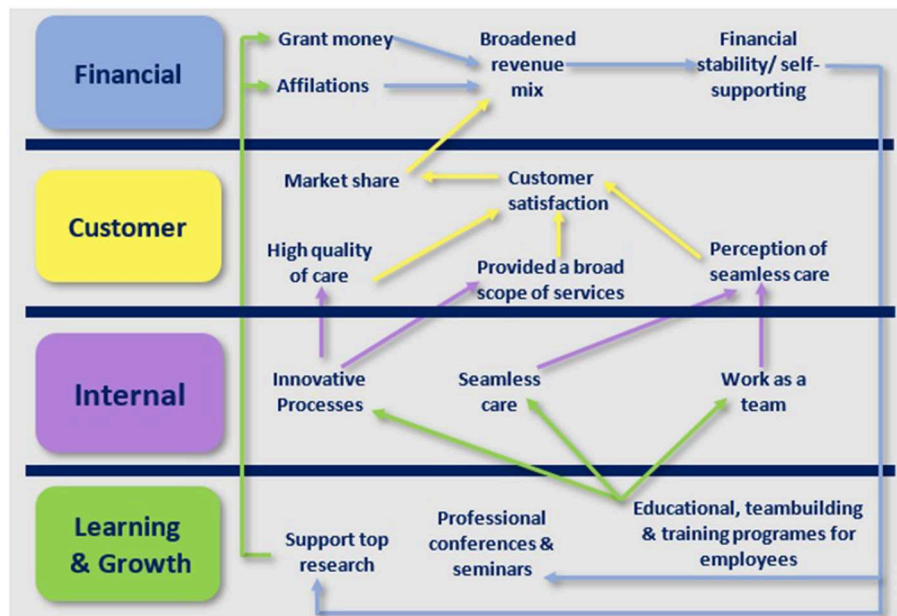 Financial
Grant money
Affilations
Broadened
revenue
mix
Financial
stability/ self-
supporting
Customer
Market share
Customer
satisfaction
High quality
of care
Provided a broad
scope of services
Perception of
seamless care
Internal
Innovative
Processes
Seamless
care
Work as a
team
Learning
& Growth
Support top
research
Professional
conferences &
seminars
Educational, teambuilding
& training programes for
employees